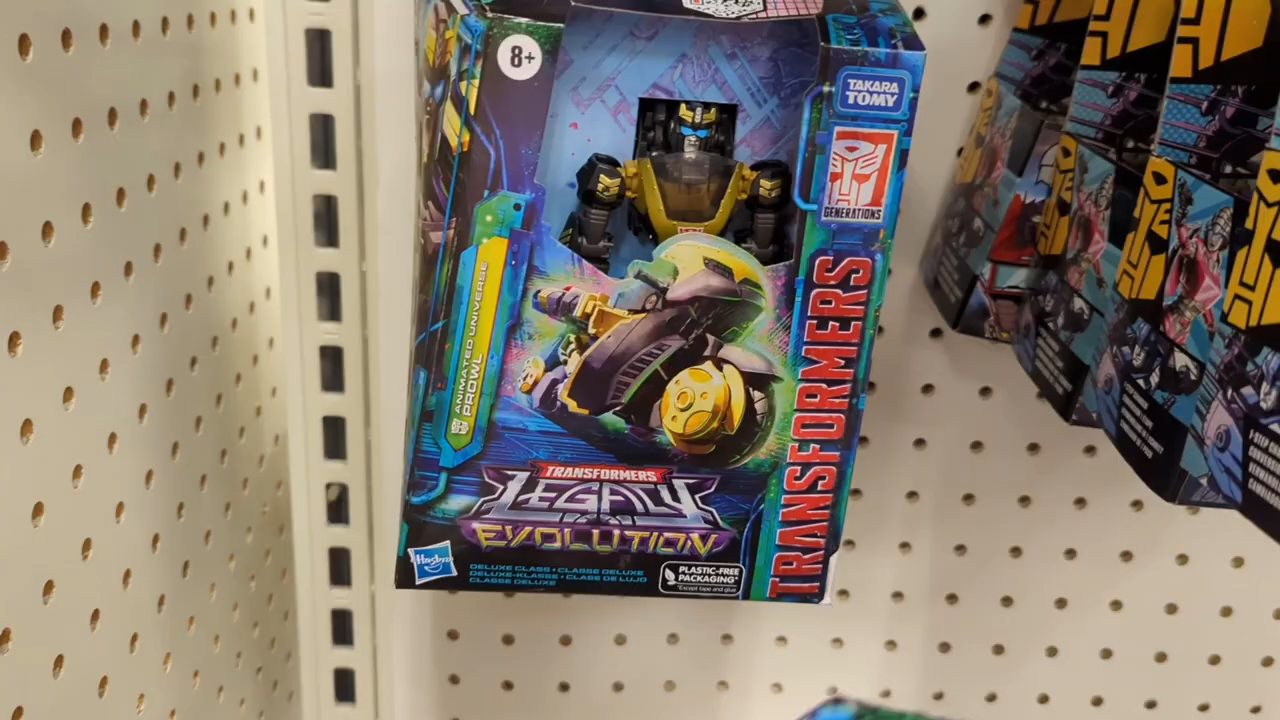 8+
TAKARA
TOMY
GENERATIONS
TRANSFORMERS
ANIMATED UNIVERSE
PROWL
TRANSFORMERS
LEGACY
EVOLUTION
Hasbro
DELUXE CLASS • CLASSE DELUXE
DELUXE-KLASSE • CLASE DE LUJO
CLASSE DELUXE
PLASTIC-FREE
PACKAGING*
*Except tape and glue